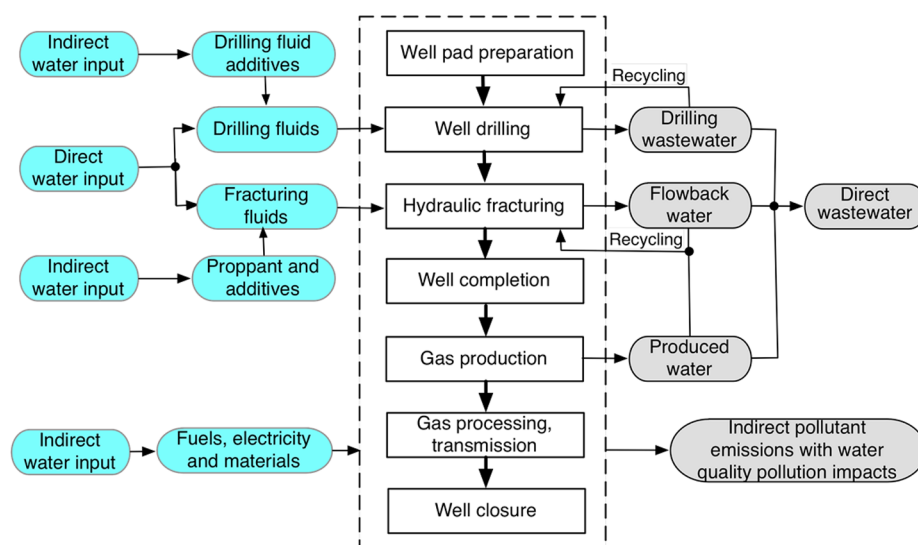 Indirect
water input
Drilling fluid
additives
Well pad preparation
Recycling
Drilling fluids
Well drilling
Drilling
wastewater
Direct
water input
Fracturing
fluids
Hydraulic fracturing
Flowback
water
Direct
wastewater
Recycling
Indirect
water input
Proppant and
additives
Well completion
Gas production
Produced
water
Indirect
water input
Fuels, electricity
and materials
Gas processing,
transmission
Indirect pollutant
emissions with water
quality pollution impacts
Well closure